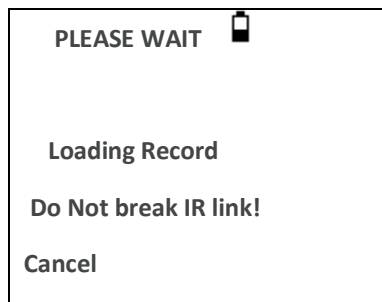 PLEASE WAIT
Loading Record
Do Not break IR link!
Cancel